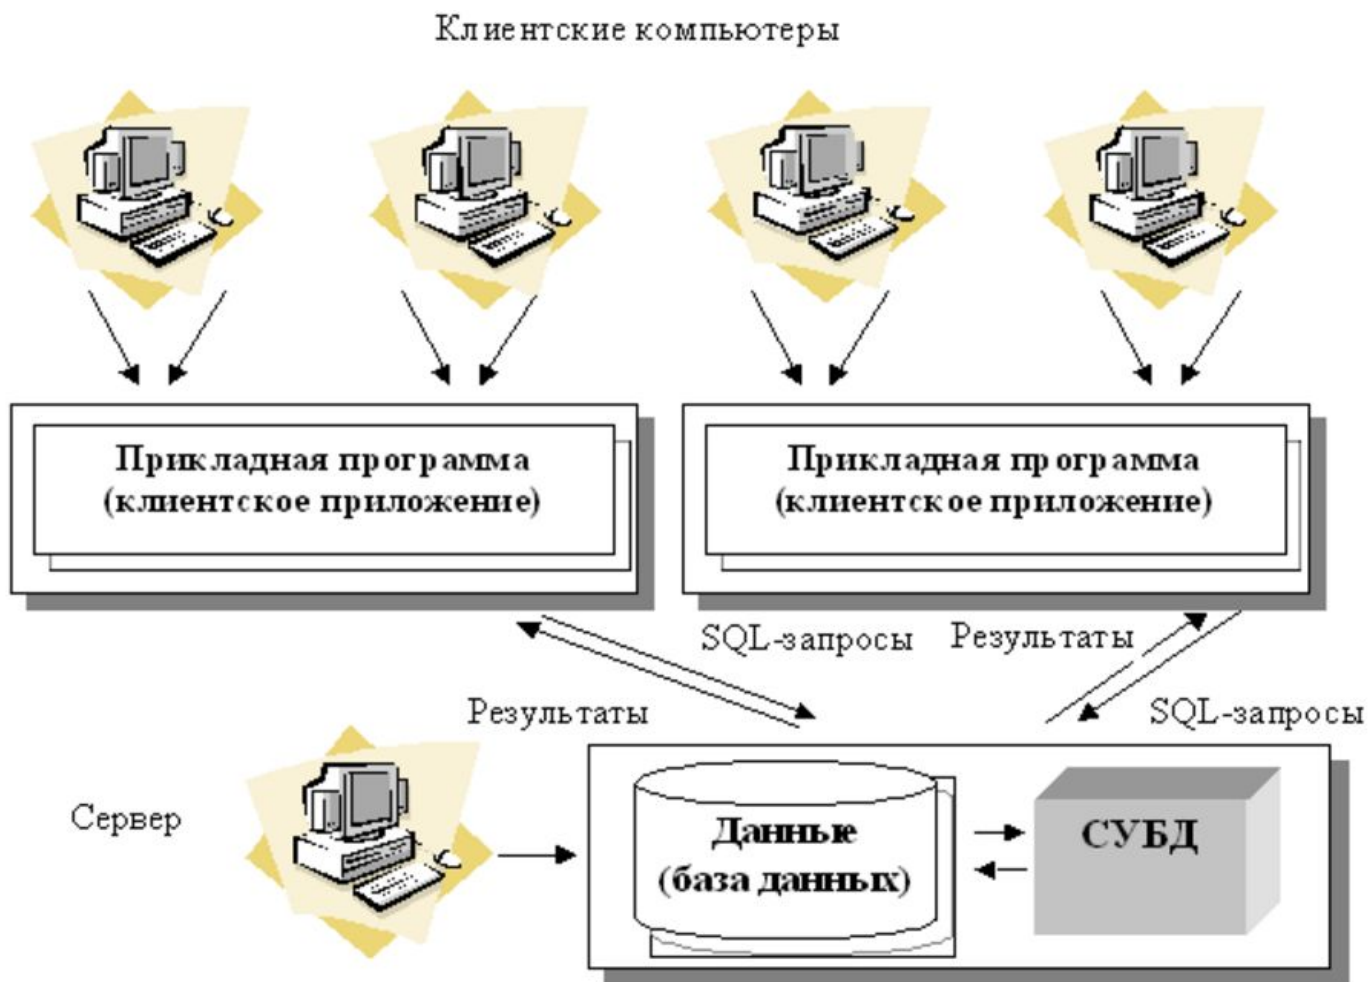 Клиентские компьютеры
Прикладная программа
(клиентское приложение)
Прикладная программа
(клиентское приложение)
SQL-запросы
Результаты
Результаты
SQL-запросы
Сервер
Данные
(база данных)
СУБД